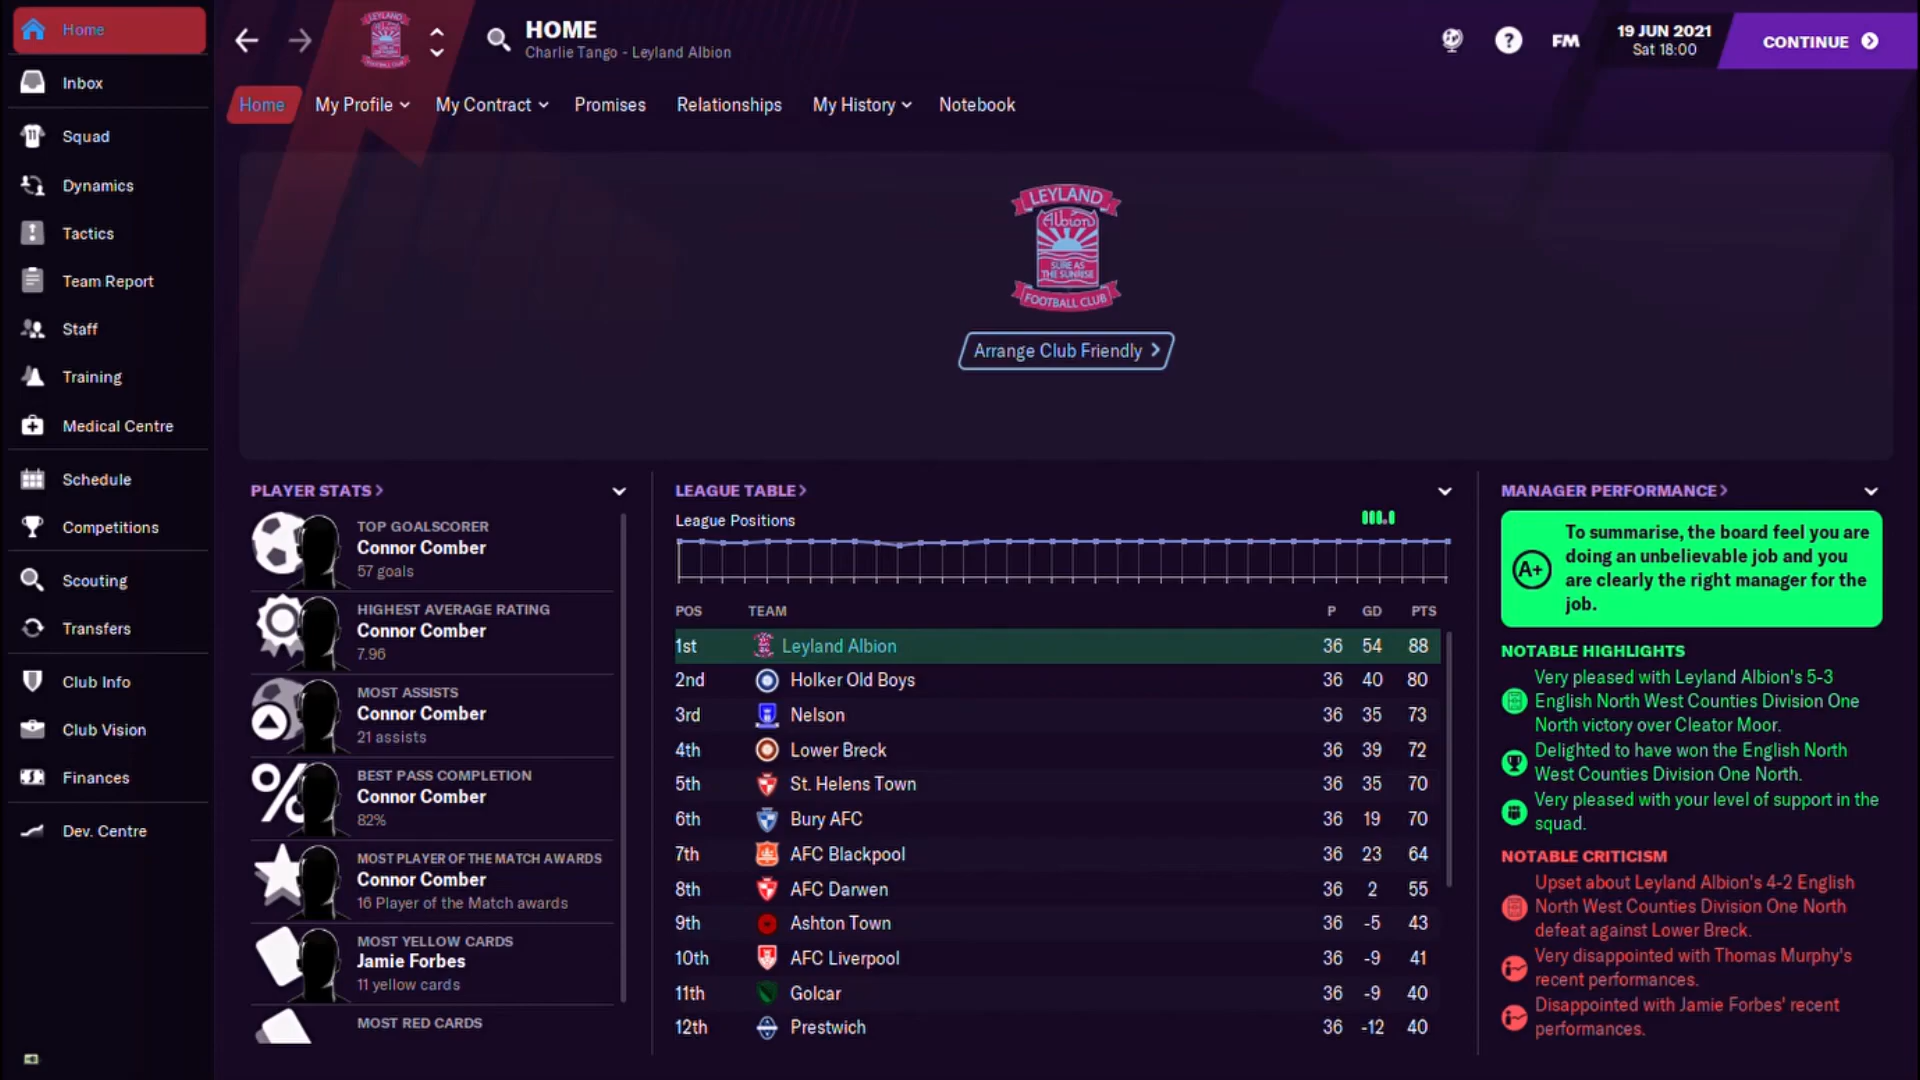 Home
Inbox
Squad
Dynamics
Tactics
Team Report
Staff
Training
Medical Centre
Schedule
Competitions
Scouting
Transfers
Club Info
Club Vision
Finances
Dev. Centre
HOME
Charlie Tango - Leyland Albion
FM
19 JUN 2021
Sat 18:00
CONTINUE
Home
My Profile
My Contract
Promises
Relationships
My History
Notebook
LEYLAND
Albion
SURE AS
THE SUNRISE
FOOTBALL CLUB
Arrange Club Friendly
PLAYER STATS
TOP GOALSCORER
Connor Comber
57 goals
HIGHEST AVERAGE RATING
Connor Comber
7.96
MOST ASSISTS
Connor Comber
21 assists
BEST PASS COMPLETION
Connor Comber
82%
MOST PLAYER OF THE MATCH AWARDS
Connor Comber
16 Player of the Match awards
MOST YELLOW CARDS
Jamie Forbes
11 yellow cards
MOST RED CARDS
LEAGUE TABLE
League Positions
POS TEAM P GD PTS
1st Leyland Albion 36 54 88
2nd Holker Old Boys 36 40 80
3rd Nelson 36 35 73
4th Lower Breck 36 39 72
5th St. Helens Town 36 35 70
6th Bury AFC 36 19 70
7th AFC Blackpool 36 23 64
8th AFC Darwen 36 2 55
9th Ashton Town 36 -5 43
10th AFC Liverpool 36 -9 41
11th Golcar 36 -9 40
12th Prestwich 36 -12 40
MANAGER PERFORMANCE
A+
To summarise, the board feel you are
doing an unbelievable job and you
are clearly the right manager for the
job.
NOTABLE HIGHLIGHTS
Very pleased with Leyland Albion's 5-3
English North West Counties Division One
North victory over Cleator Moor.
Delighted to have won the English North
West Counties Division One North.
Very pleased with your level of support in the
squad.
NOTABLE CRITICISM
Upset about Leyland Albion's 4-2 English
North West Counties Division One North
defeat against Lower Breck.
Very disappointed with Thomas Murphy's
recent performances.
Disappointed with Jamie Forbes' recent
performances.